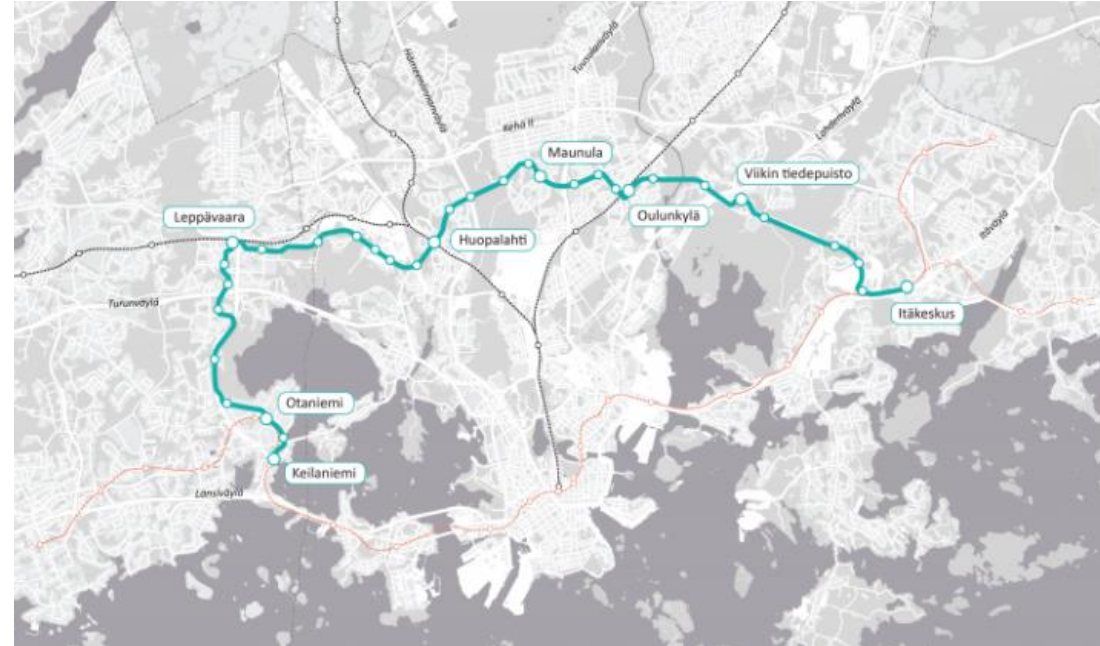 Hämeenlinnanväylä
Tuusulanväylä
Kehä II
Lahdenväylä
Maunula
Viikin tiedepuisto
Leppävaara
Oulunkylä
Huopalahti
Itäväylä
Turunväylä
Itäkeskus
Otaniemi
Keilaniemi
Länsiväylä